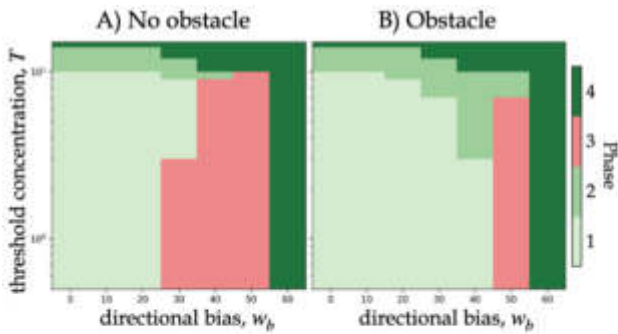 A) No obstacle
B) Obstacle
threshold concentration, T
10¹
10⁰
0 10 20 30 40 50 60
0 10 20 30 40 50 60
directional bias, w_b
directional bias, w_b
4
3
2
1
Phase